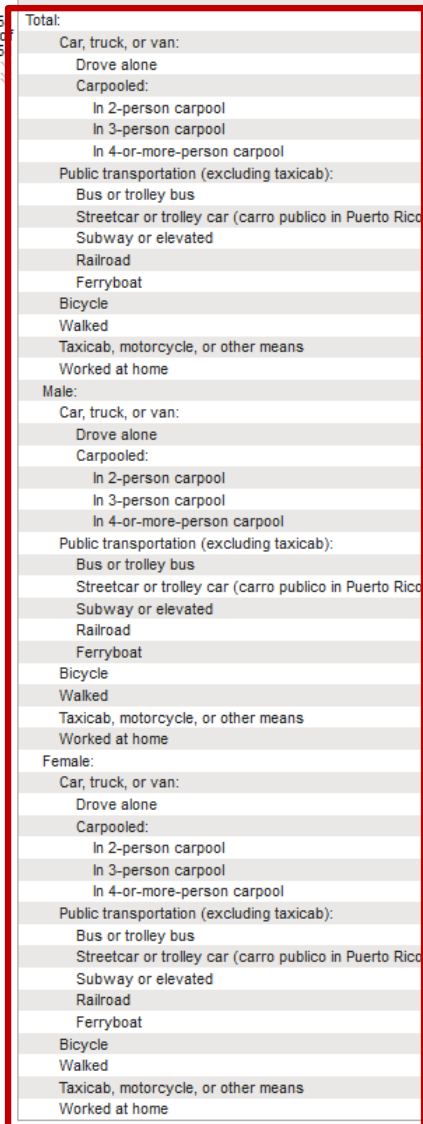 Total:
Car, truck, or van:
Drove alone
Carpooled:
In 2-person carpool
In 3-person carpool
In 4-or-more-person carpool
Public transportation (excluding taxicab):
Bus or trolley bus
Streetcar or trolley car (carro publico in Puerto Rico
Subway or elevated
Railroad
Ferryboat
Bicycle
Walked
Taxicab, motorcycle, or other means
Worked at home
Male:
Car, truck, or van:
Drove alone
Carpooled:
In 2-person carpool
In 3-person carpool
In 4-or-more-person carpool
Public transportation (excluding taxicab):
Bus or trolley bus
Streetcar or trolley car (carro publico in Puerto Rico
Subway or elevated
Railroad
Ferryboat
Bicycle
Walked
Taxicab, motorcycle, or other means
Worked at home
Female:
Car, truck, or van:
Drove alone
Carpooled:
In 2-person carpool
In 3-person carpool
In 4-or-more-person carpool
Public transportation (excluding taxicab):
Bus or trolley bus
Streetcar or trolley car (carro publico in Puerto Rico
Subway or elevated
Railroad
Ferryboat
Bicycle
Walked
Taxicab, motorcycle, or other means
Worked at home